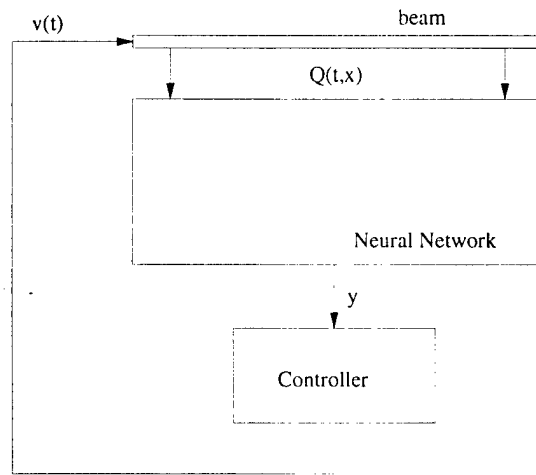 v(t)
beam
Q(t,x)
Neural Network
y
Controller